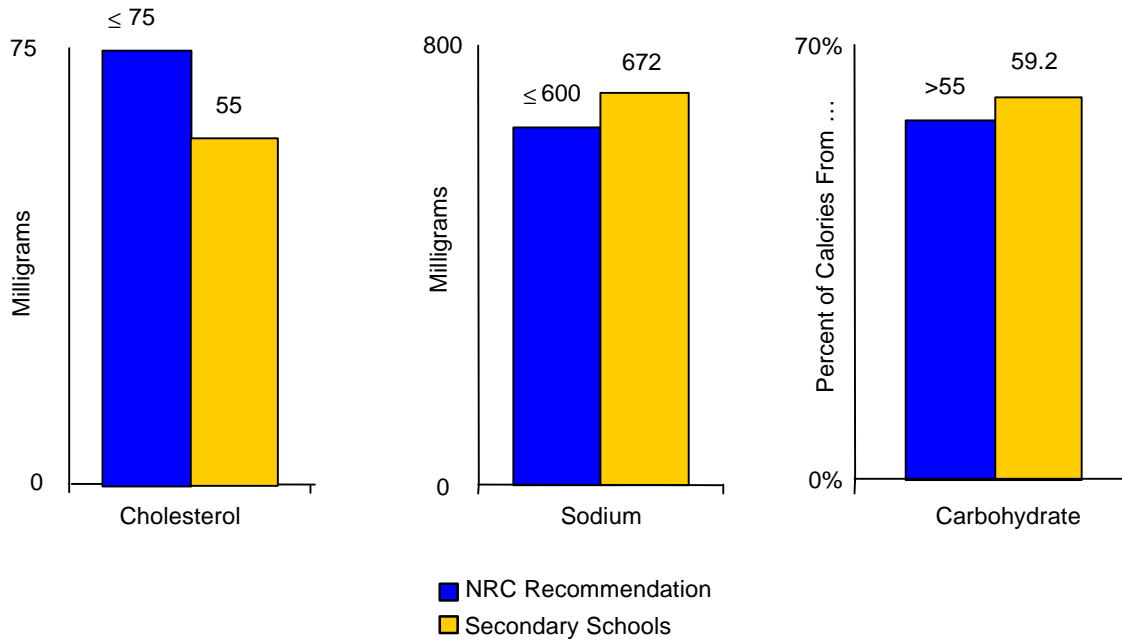 ≤ 75
75
55
Milligrams
0
Cholesterol
800
≤ 600
672
Milligrams
0
Sodium
70%
>55
59.2
Percent of Calories From …
0%
Carbohydrate
NRC Recommendation
Secondary Schools